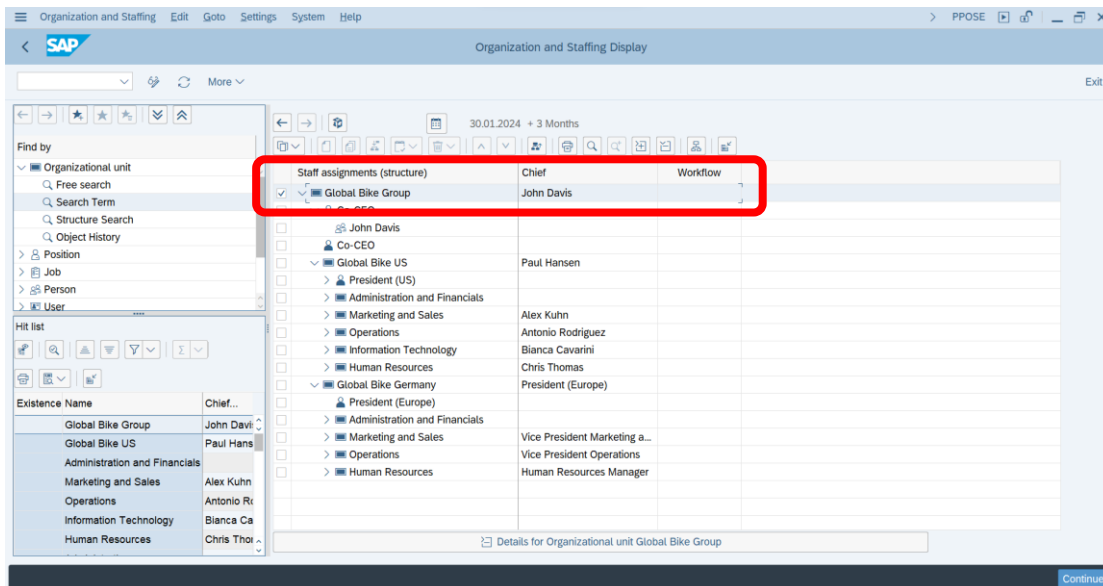 Organization and Staffing Edit Goto Settings System Help PPOSE
SAP Organization and Staffing Display
More Exit
30.01.2024 + 3 Months
Find by
Organizational unit
Free search
Search Term
Structure Search
Object History
Position
Job
Person
User
Staff assignments (structure) Chief Workflow
Global Bike Group John Davis
Co-CEO
John Davis
Co-CEO
Global Bike US Paul Hansen
President (US)
Administration and Financials
Marketing and Sales Alex Kuhn
Operations Antonio Rodriguez
Information Technology Bianca Cavarini
Human Resources Chris Thomas
Global Bike Germany President (Europe)
President (Europe)
Administration and Financials
Marketing and Sales Vice President Marketing a...
Operations Vice President Operations
Human Resources Human Resources Manager
Hit list
Existence Name Chief...
Global Bike Group John Davi
Global Bike US Paul Hans
Administration and Financials
Marketing and Sales Alex Kuhn
Operations Antonio Ro
Information Technology Bianca Ca
Human Resources Chris Thor
Details for Organizational unit Global Bike Group
Continue